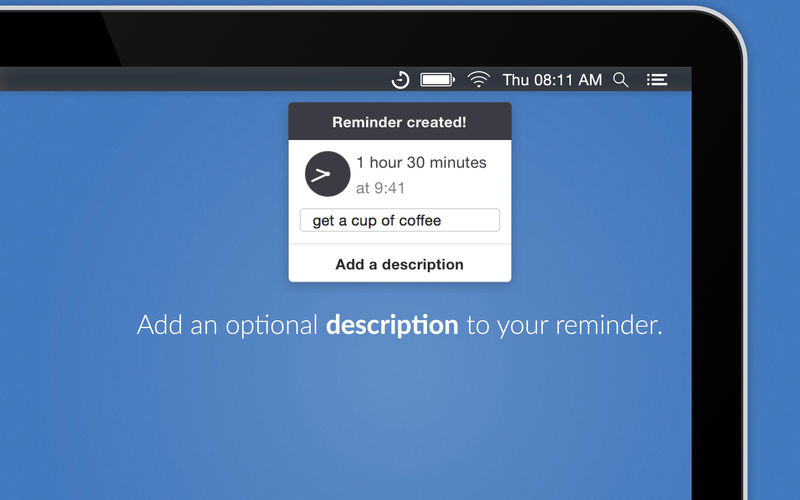 Thu 08:11 AM
Reminder created!
1 hour 30 minutes
at 9:41
get a cup of coffee
Add a description
Add an optional description to your reminder.